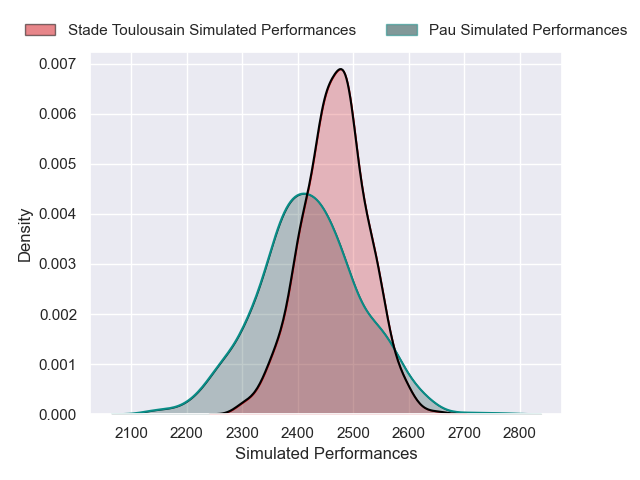 Stade Toulousain Simulated Performances
Pau Simulated Performances
0.007
0.006
0.005
0.004
0.003
0.002
0.001
0.000
Density
2100 2200 2300 2400 2500 2600 2700 2800
Simulated Performances